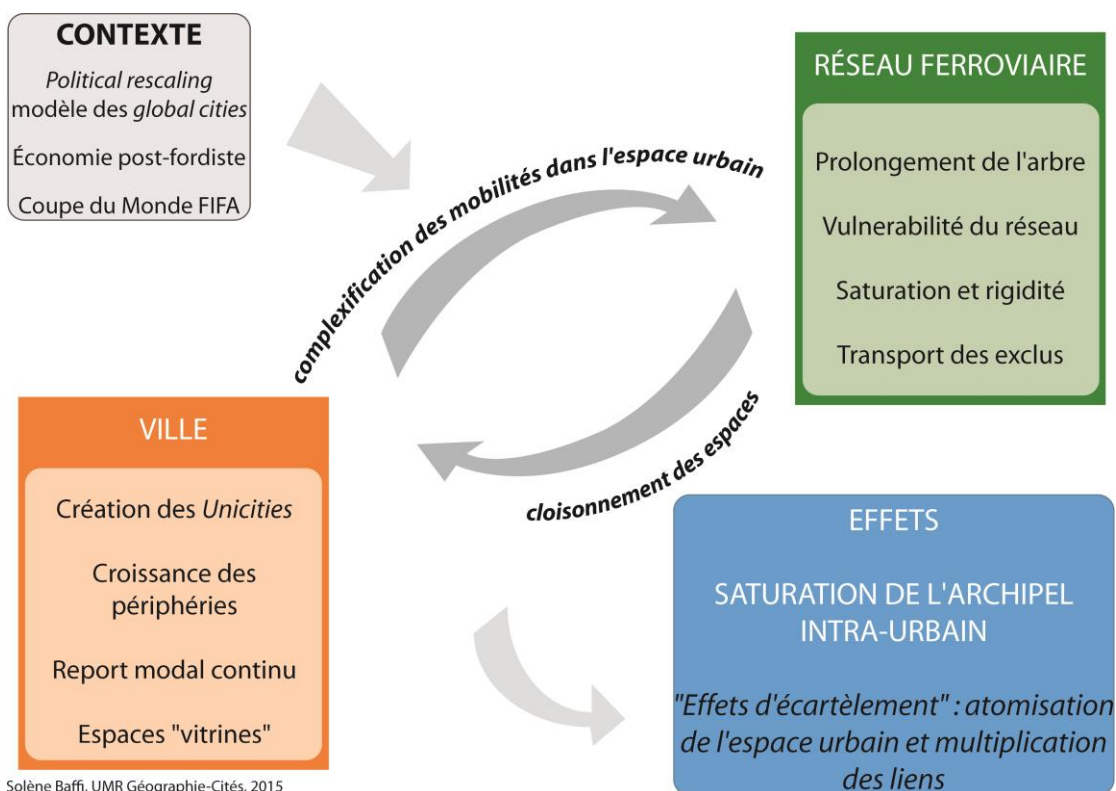 CONTEXTE
Political rescaling
modèle des global cities
Économie post-fordiste
Coupe du Monde FIFA
RÉSEAU FERROVIAIRE
Prolongement de l'arbre
Vulnerabilité du réseau
Saturation et rigidité
Transport des exclus
complexification des mobilités dans l'espace urbain
cloisonnement des espaces
VILLE
Création des Unicities
Croissance des
périphéries
Report modal continu
Espaces "vitrines"
EFFETS
SATURATION DE L'ARCHIPEL
INTRA-URBAIN
"Effets d'écartèlement" : atomisation
de l'espace urbain et multiplication
des liens
Solène Baffi, UMR Géographie-Cités, 2015